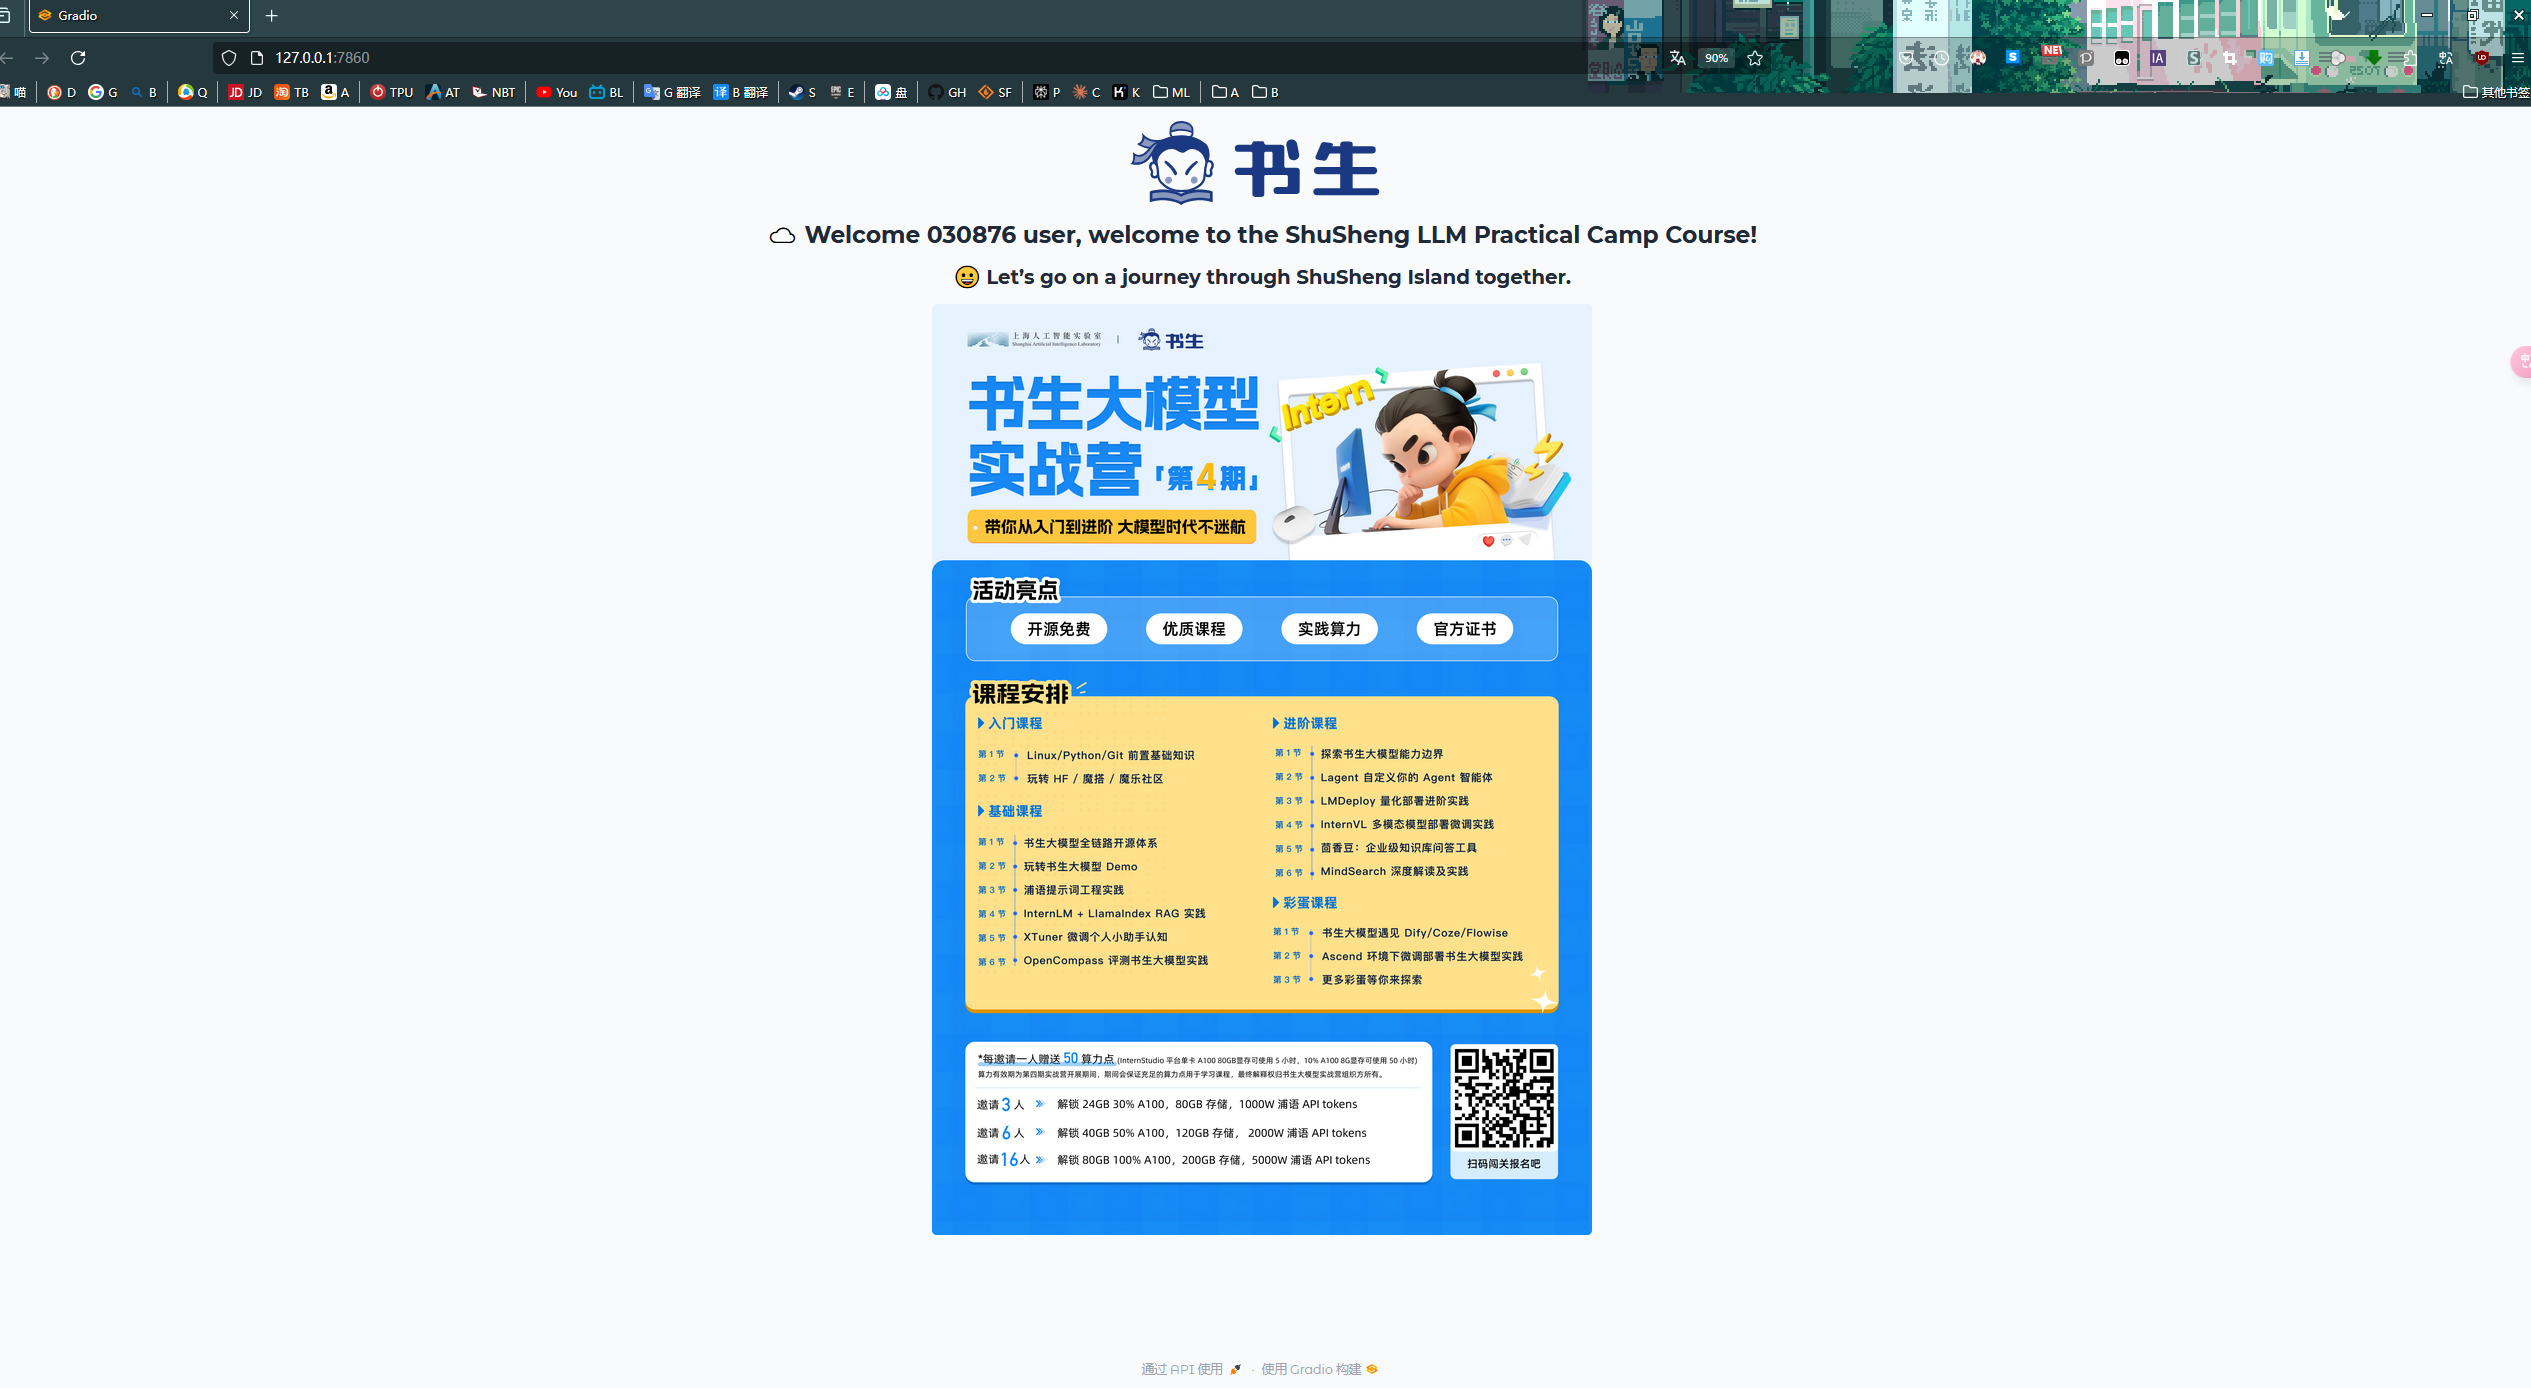 Gradio
127.0.0.1:7860
90%
喵 D G B Q JD TB A TPU AT NBT You BL G 翻译 B 翻译 S E 盘 GH SF P C K ML A B 其他书签
书生
Welcome 030876 user, welcome to the ShuSheng LLM Practical Camp Course!
Let’s go on a journey through ShuSheng Island together.
上海人工智能实验室
Shanghai Artificial Intelligence Laboratory
书生
书生大模型
实战营「第4期」
Intern
带你从入门到进阶 大模型时代不迷航
活动亮点
开源免费 优质课程 实践算力 官方证书
课程安排
入门课程
第1节 Linux/Python/Git 前置基础知识
第2节 玩转 HF / 魔搭 / 魔乐社区
基础课程
第1节 书生大模型全链路开源体系
第2节 玩转书生大模型 Demo
第3节 浦语提示词工程实践
第4节 InternLM + LlamaIndex RAG 实践
第5节 XTuner 微调个人小助手认知
第6节 OpenCompass 评测书生大模型实践
进阶课程
第1节 探索书生大模型能力边界
第2节 Lagent 自定义你的 Agent 智能体
第3节 LMDeploy 量化部署进阶实践
第4节 InternVL 多模态模型部署微调实践
第5节 茴香豆：企业级知识库问答工具
第6节 MindSearch 深度解读及实践
彩蛋课程
第1节 书生大模型遇见 Dify/Coze/Flowise
第2节 Ascend 环境下微调部署书生大模型实践
第3节 更多彩蛋等你来探索
*每邀请一人赠送 50 算力点 (InternStudio 平台单卡 A100 80GB显存可使用 5 小时，10% A100 8G显存可使用 50 小时)
算力有效期为第四期实战营开展期间，期间会保证充足的算力点用于学习课程，最终解释权归书生大模型实战营组织方所有。
邀请 3 人 解锁 24GB 30% A100，80GB 存储，1000W 浦语 API tokens
邀请 6 人 解锁 40GB 50% A100，120GB 存储， 2000W 浦语 API tokens
邀请 16 人 解锁 80GB 100% A100，200GB 存储，5000W 浦语 API tokens
扫码闯关报名吧
通过 API 使用 · 使用 Gradio 构建